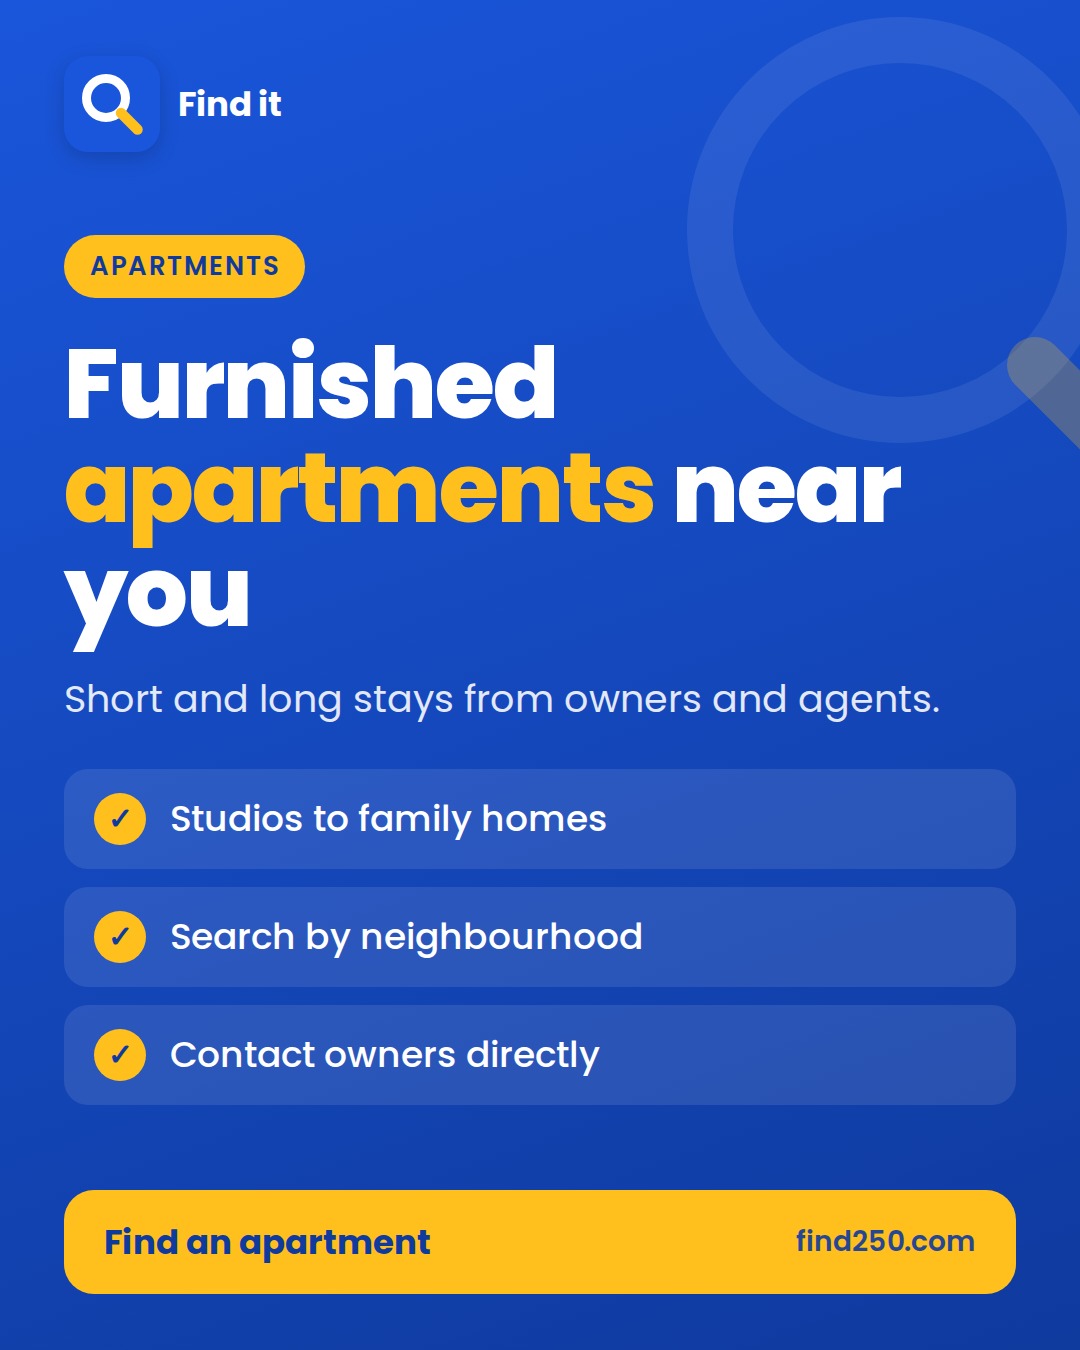 Find it
APARTMENTS
Furnished
apartments near
you
Short and long stays from owners and agents.
✓ Studios to family homes
✓ Search by neighbourhood
✓ Contact owners directly
Find an apartment
find250.com